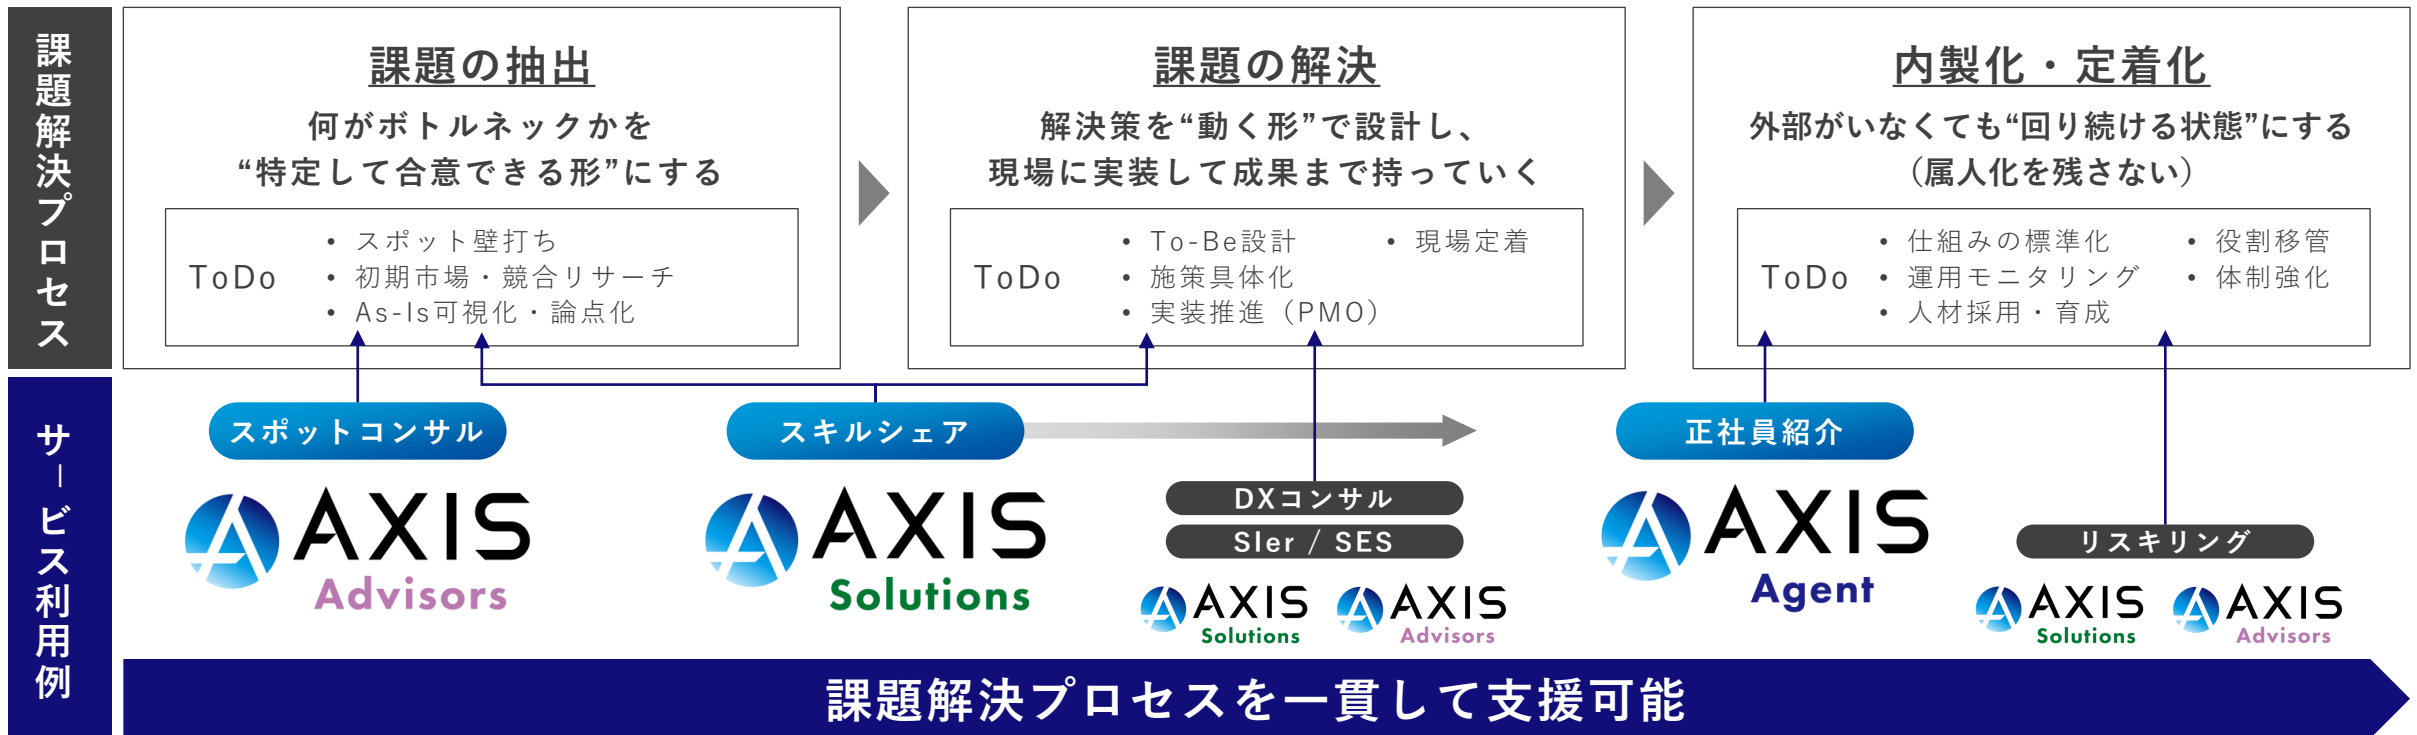 課題解決プロセス
課題の抽出
何がボトルネックかを
“特定して合意できる形”にする
ToDo
• スポット壁打ち
• 初期市場・競合リサーチ
• As-Is可視化・論点化
課題の解決
解決策を“動く形”で設計し、
現場に実装して成果まで持っていく
ToDo
• To-Be設計
• 施策具体化
• 実装推進（PMO）
• 現場定着
内製化・定着化
外部がいなくても“回り続ける状態”にする
（属人化を残さない）
ToDo
• 仕組みの標準化
• 運用モニタリング
• 人材採用・育成
• 役割移管
• 体制強化
サービス利用例
スポットコンサル
AXIS
Advisors
スキルシェア
AXIS
Solutions
DXコンサル
SIer / SES
AXIS
Solutions
AXIS
Advisors
正社員紹介
AXIS
Agent
リスキリング
AXIS
Solutions
AXIS
Advisors
課題解決プロセスを一貫して支援可能